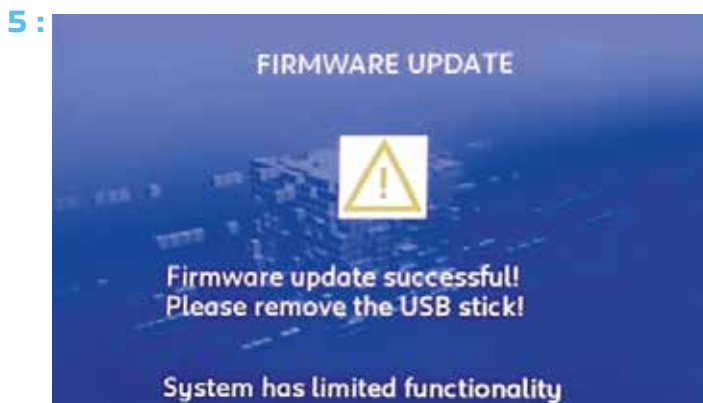 5 :
FIRMWARE UPDATE
!
Firmware update successful!
Please remove the USB stick!
System has limited functionality